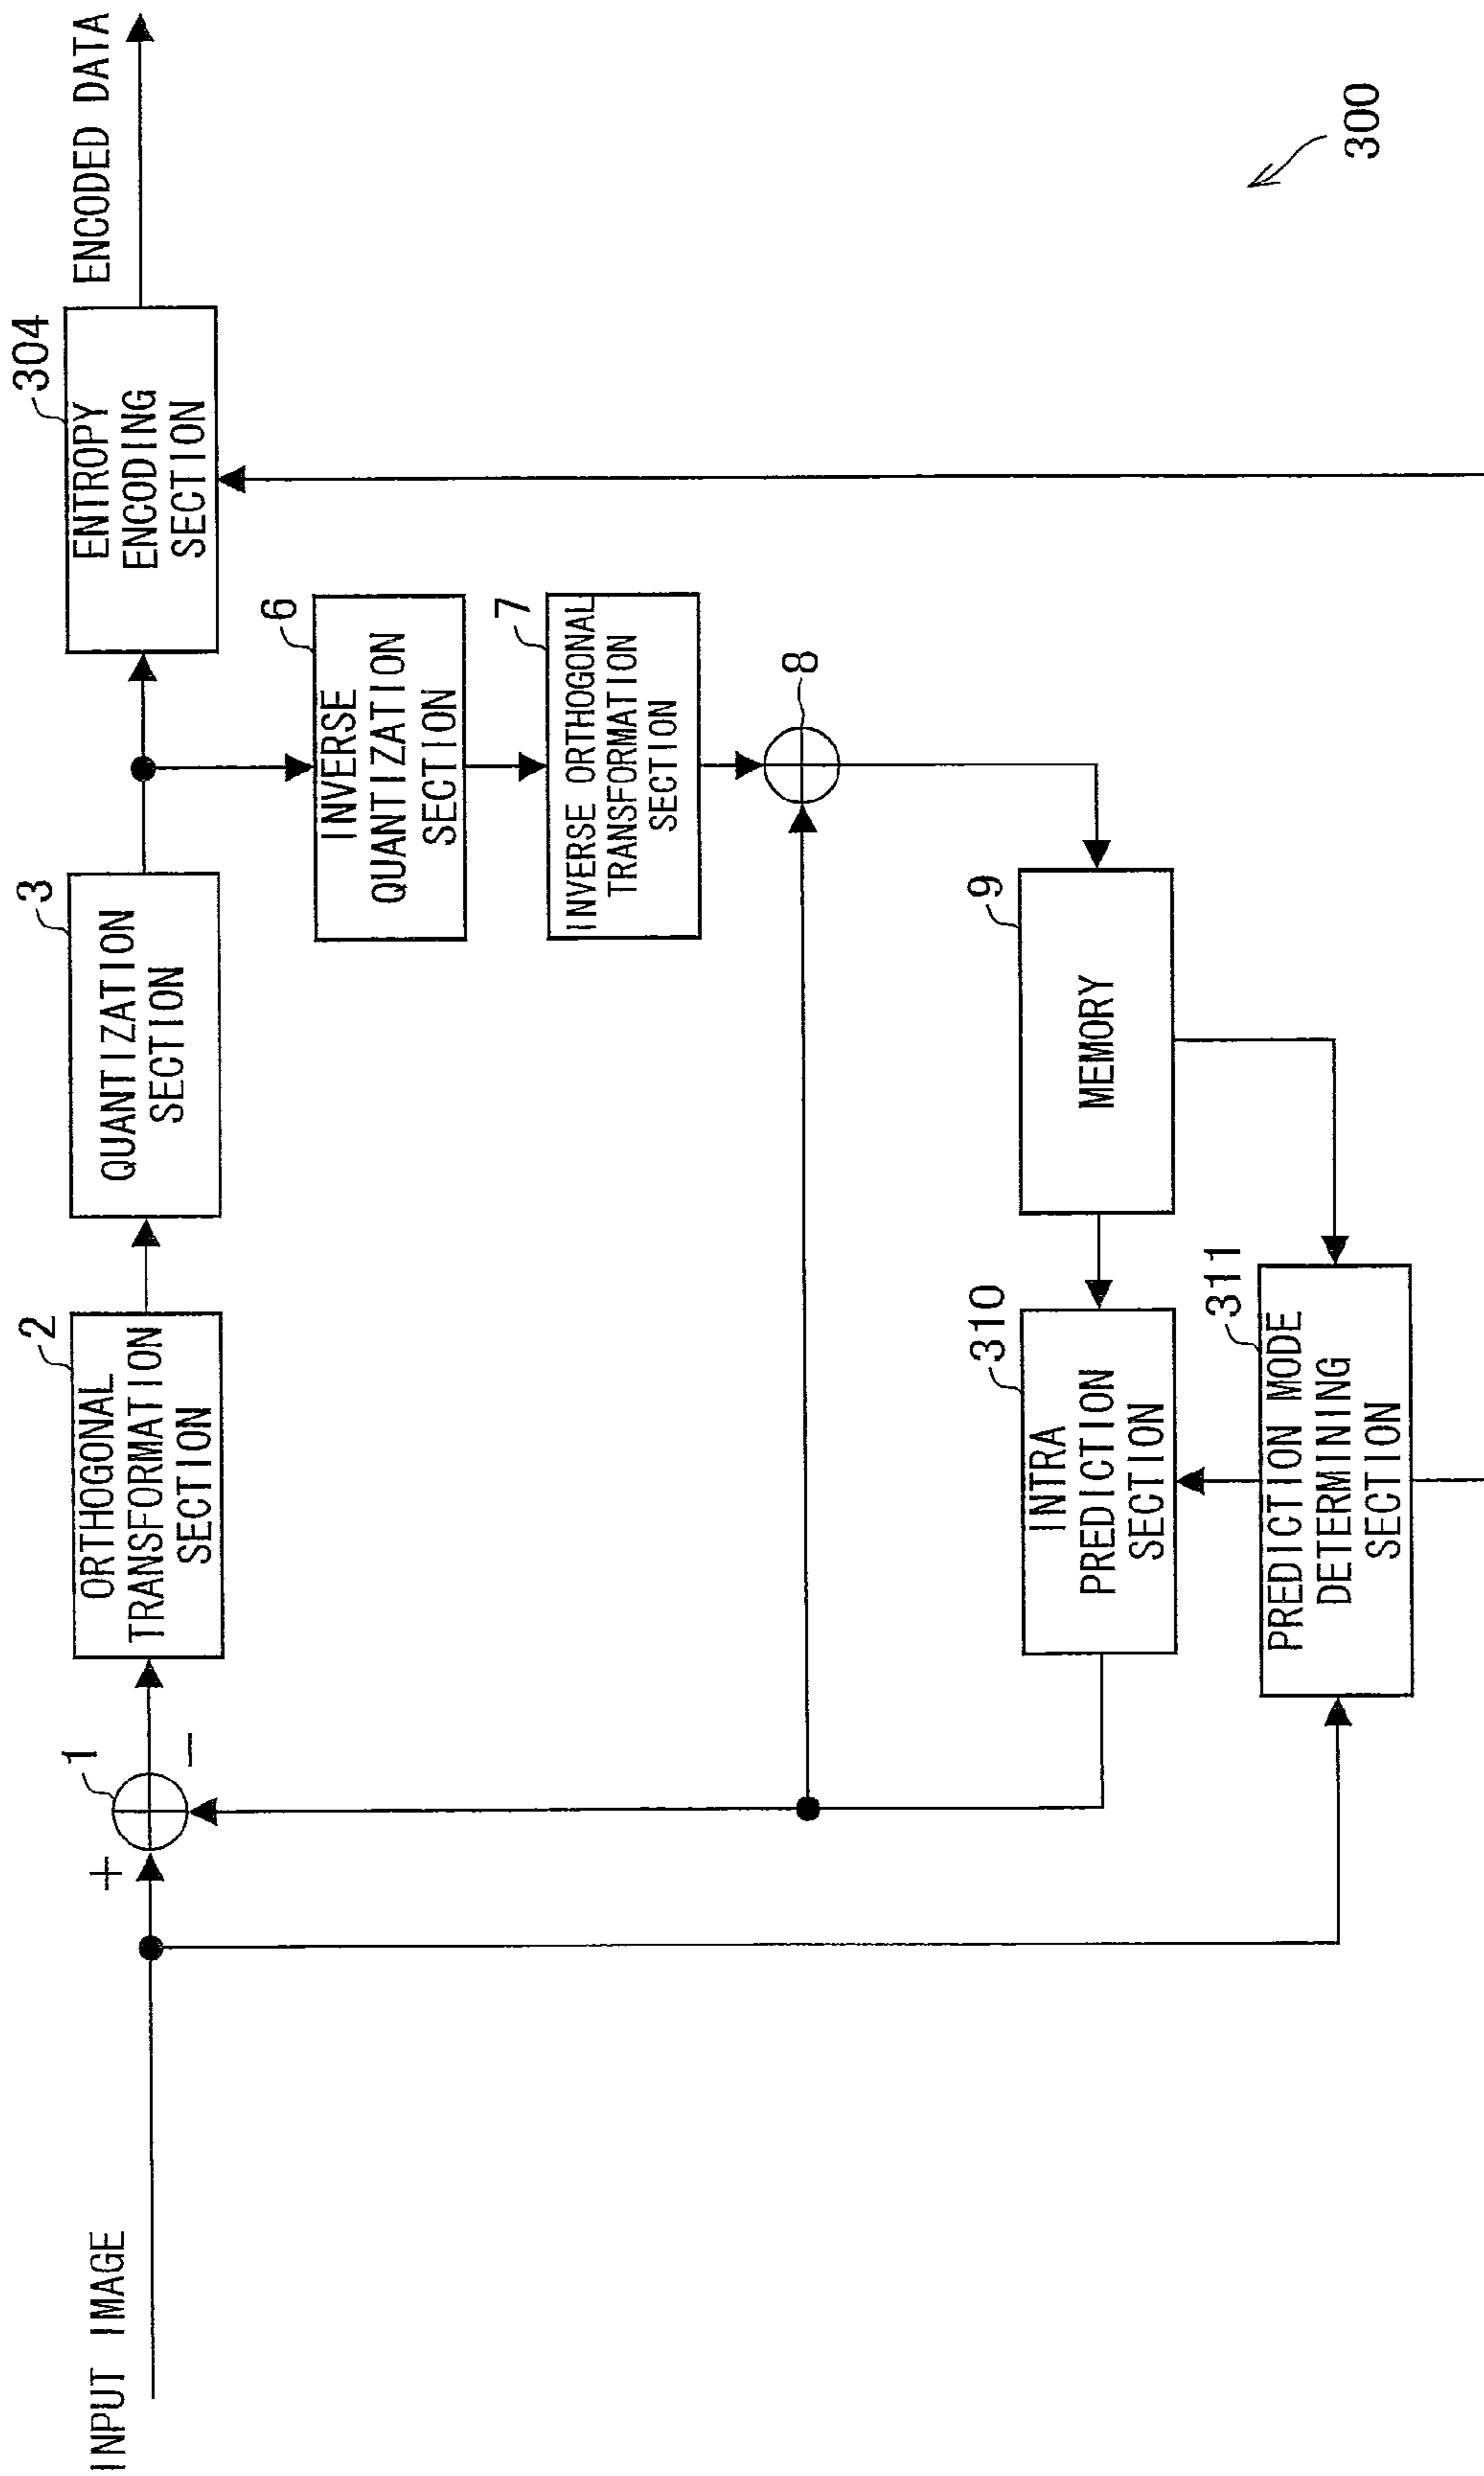 INPUT IMAGE
+
1
−
2
ORTHOGONAL
TRANSFORMATION
SECTION
3
QUANTIZATION
SECTION
304
ENTROPY
ENCODING
SECTION
ENCODED DATA
6
INVERSE
QUANTIZATION
SECTION
7
INVERSE ORTHOGONAL
TRANSFORMATION
SECTION
8
9
MEMORY
310
INTRA
PREDICTION
SECTION
311
PREDICTION MODE
DETERMINING
SECTION
300